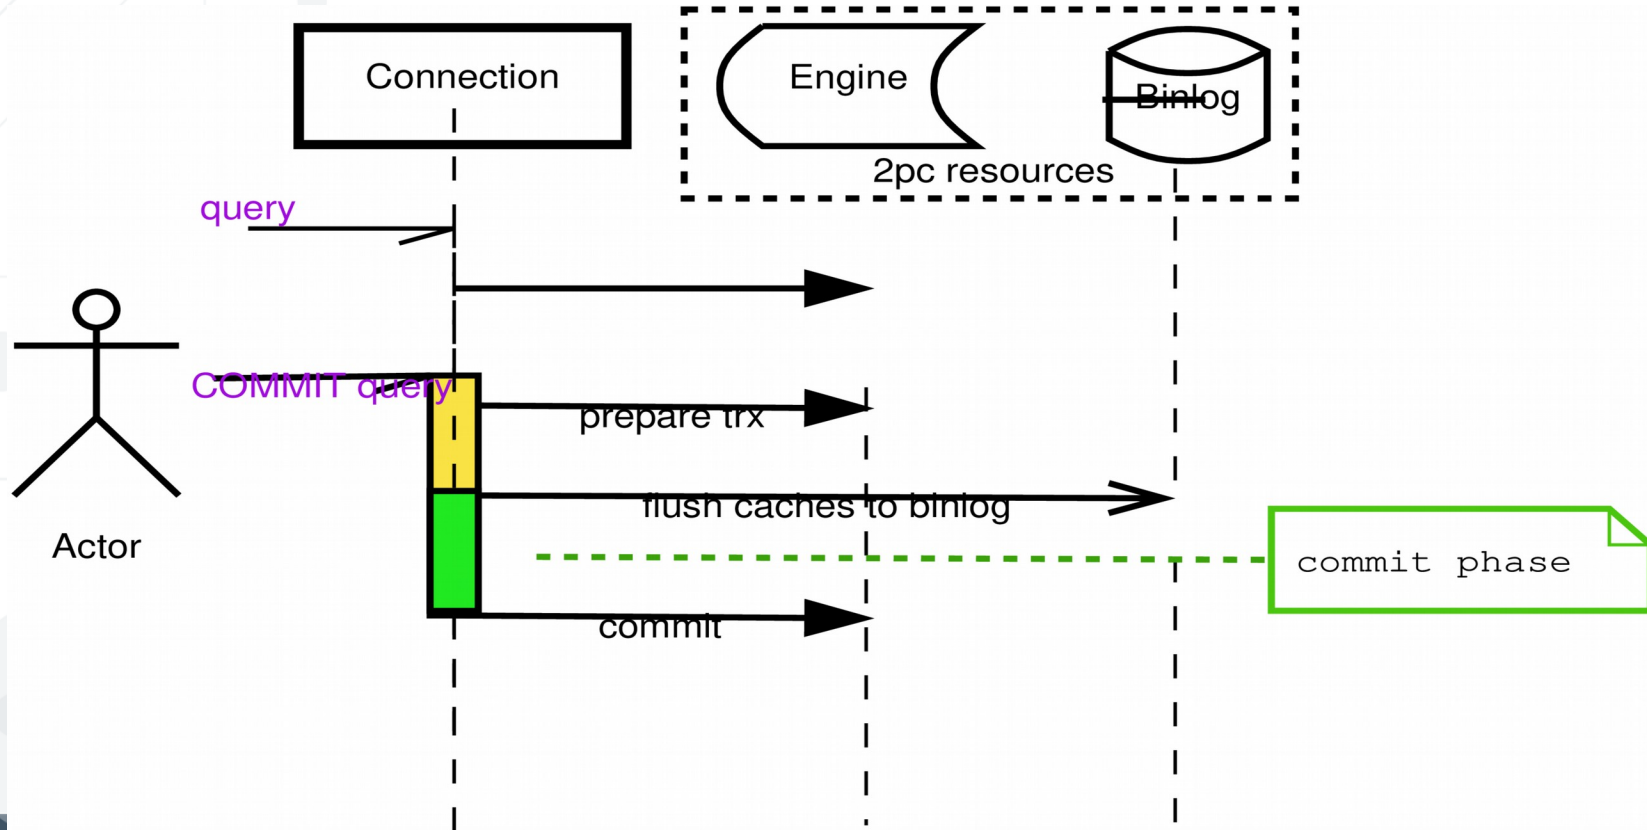 Connection
Engine
Binlog
2pc resources
query
COMMIT query
prepare trx
flush caches to binlog
Actor
commit phase
commit